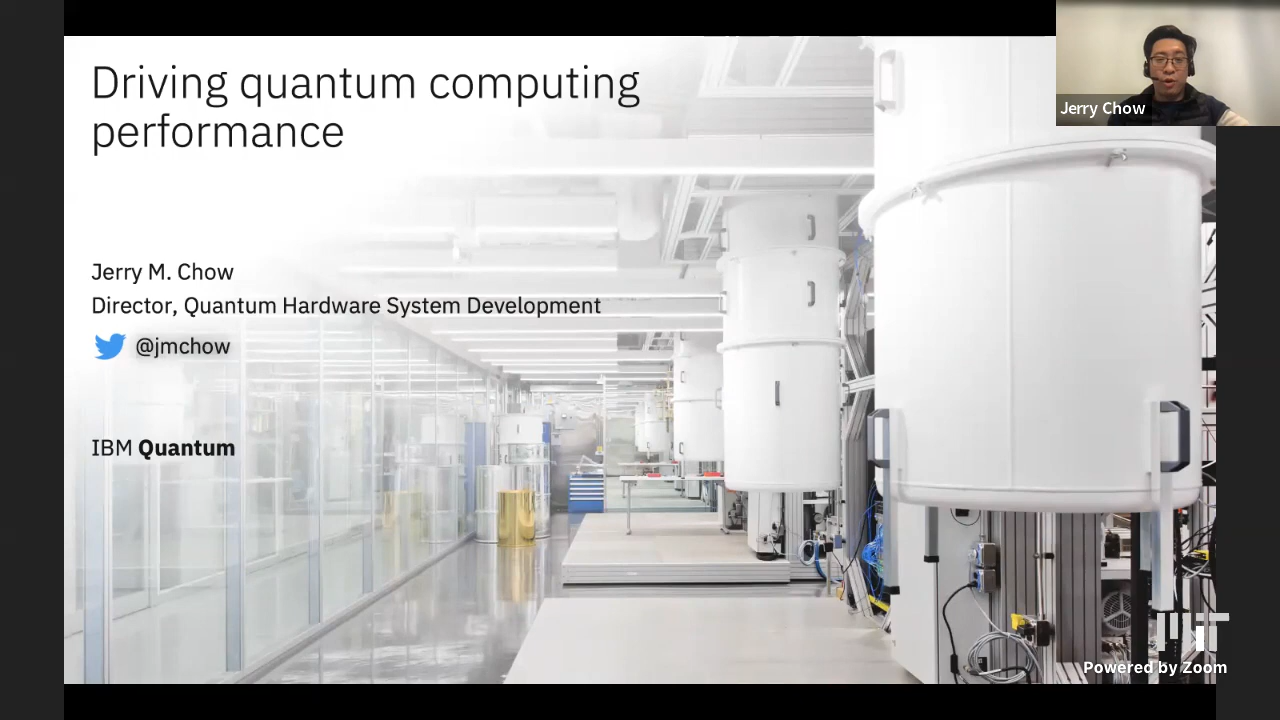 Driving quantum computing
performance
Jerry M. Chow
Director, Quantum Hardware System Development
@jmchow
IBM Quantum
Jerry Chow
MIT
Powered by Zoom